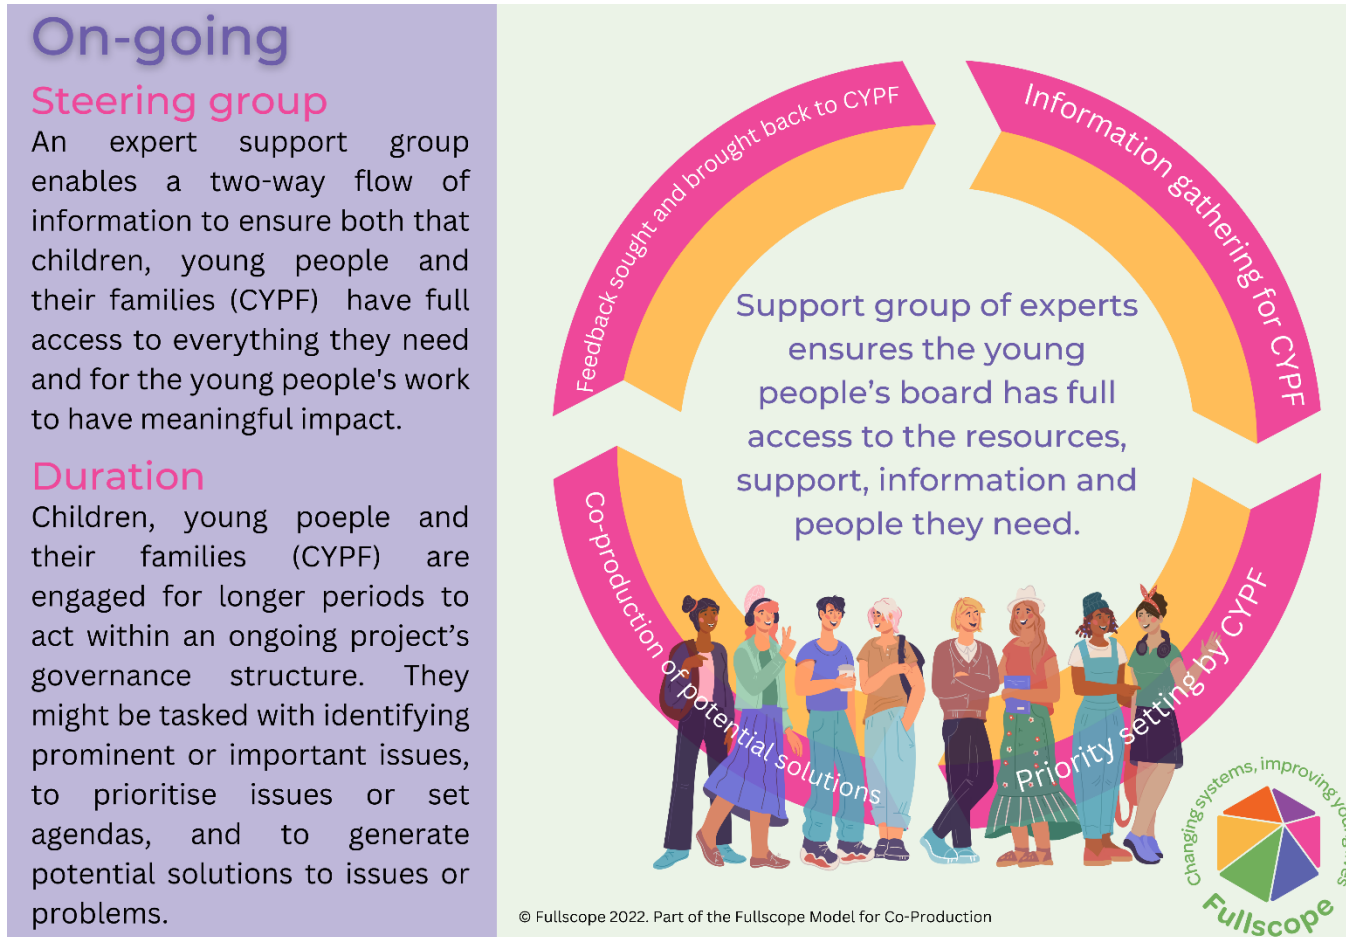 On-going
Steering group
An expert support group
enables a two-way flow of
information to ensure both that
children, young people and
their families (CYPF) have full
access to everything they need
and for the young people's work
to have meaningful impact.
Duration
Children, young poeple and
their families (CYPF) are
engaged for longer periods to
act within an ongoing project’s
governance structure. They
might be tasked with identifying
prominent or important issues,
to prioritise issues or set
agendas, and to generate
potential solutions to issues or
problems.
Information gathering for CYPF
Priority setting by CYPF
Co-production of potential solutions
Feedback sought and brought back to CYPF
Support group of experts
ensures the young
people’s board has full
access to the resources,
support, information and
people they need.
© Fullscope 2022. Part of the Fullscope Model for Co-Production
Changing systems, improving
Fullscope